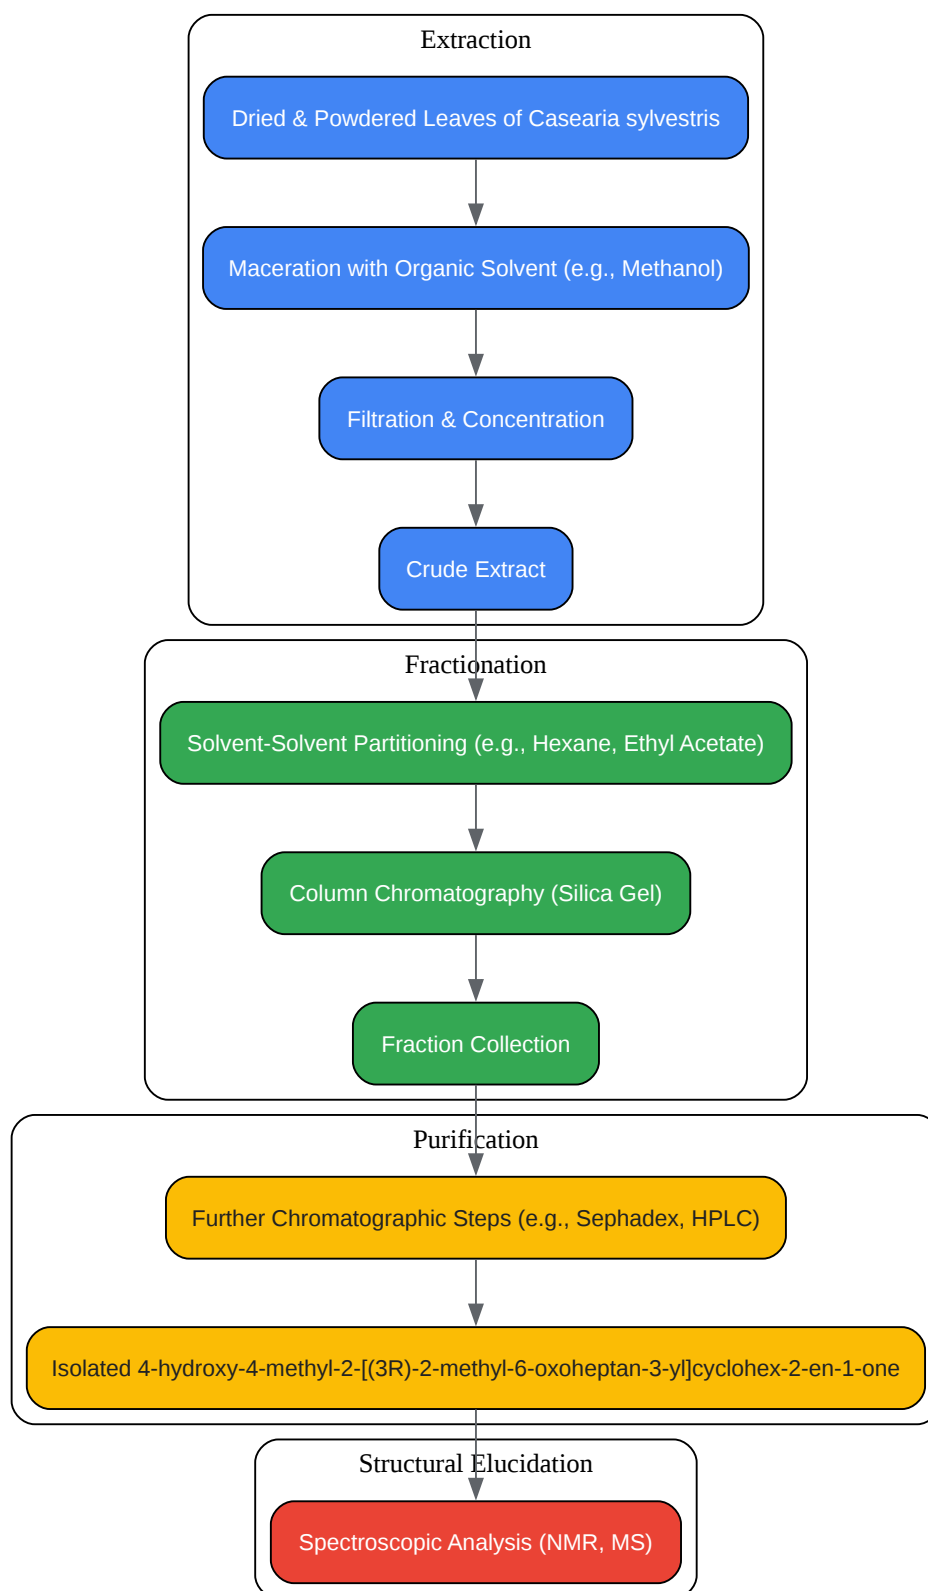 Extraction
Dried & Powdered Leaves of Casearia sylvestris
Maceration with Organic Solvent (e.g., Methanol)
Filtration & Concentration
Crude Extract
Fractionation
Solvent-Solvent Partitioning (e.g., Hexane, Ethyl Acetate)
Column Chromatography (Silica Gel)
Fraction Collection
Purification
Further Chromatographic Steps (e.g., Sephadex, HPLC)
Isolated 4-hydroxy-4-methyl-2-[(3R)-2-methyl-6-oxoheptan-3-yl]cyclohex-2-en-1-one
Structural Elucidation
Spectroscopic Analysis (NMR, MS)